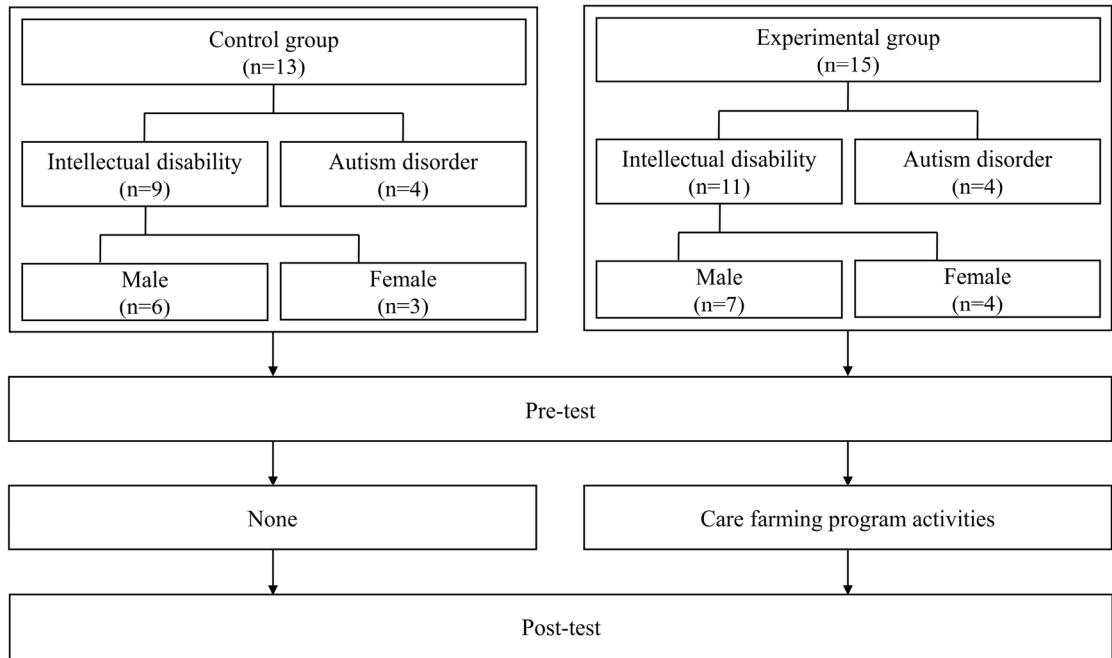 Control group
(n=13)
Experimental group
(n=15)
Intellectual disability
(n=9)
Autism disorder
(n=4)
Intellectual disability
(n=11)
Autism disorder
(n=4)
Male
(n=6)
Female
(n=3)
Male
(n=7)
Female
(n=4)
Pre-test
None
Care farming program activities
Post-test